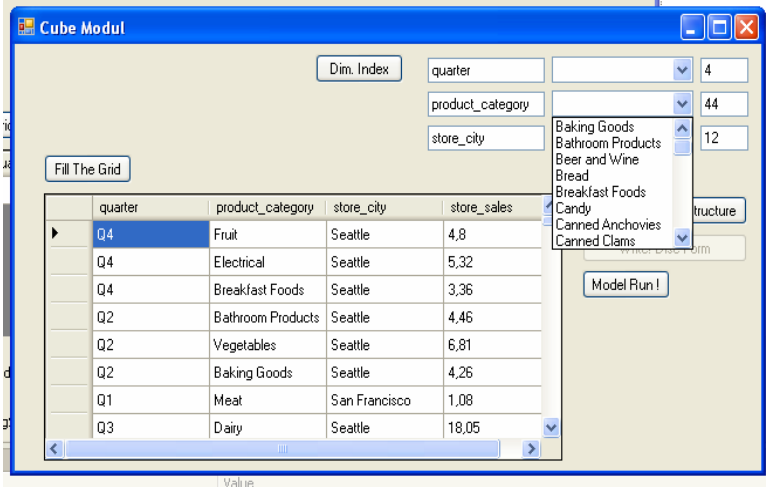 Cube Modul
Dim. Index quarter 4
product_category 44
store_city 12
Baking Goods
Bathroom Products
Beer and Wine
Bread
Breakfast Foods
Candy
Canned Anchovies
Canned Clams
Fill The Grid
quarter product_category store_city store_sales
Q4 Fruit Seattle 4,8
Q4 Electrical Seattle 5,32
Q4 Breakfast Foods Seattle 3,36
Q2 Bathroom Products Seattle 4,46
Q2 Vegetables Seattle 6,81
Q2 Baking Goods Seattle 4,26
Q1 Meat San Francisco 1,08
Q3 Dairy Seattle 18,05
tructure
Form
Model Run !
Value